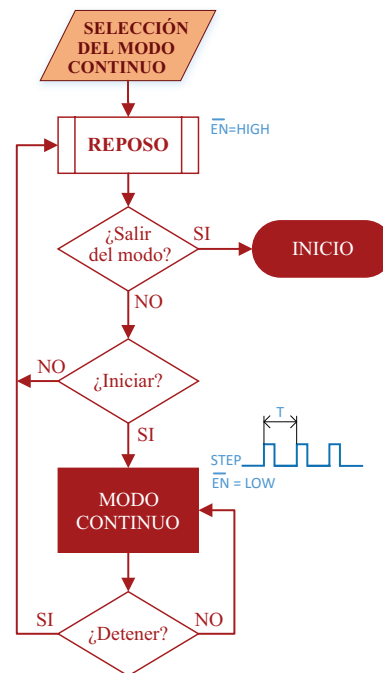 SELECCIÓN
DEL MODO
CONTINUO
REPOSO
EN=HIGH
¿Salir
del modo?
SI
INICIO
NO
NO
¿Iniciar?
SI
T
STEP
EN = LOW
MODO
CONTINUO
SI
¿Detener?
NO